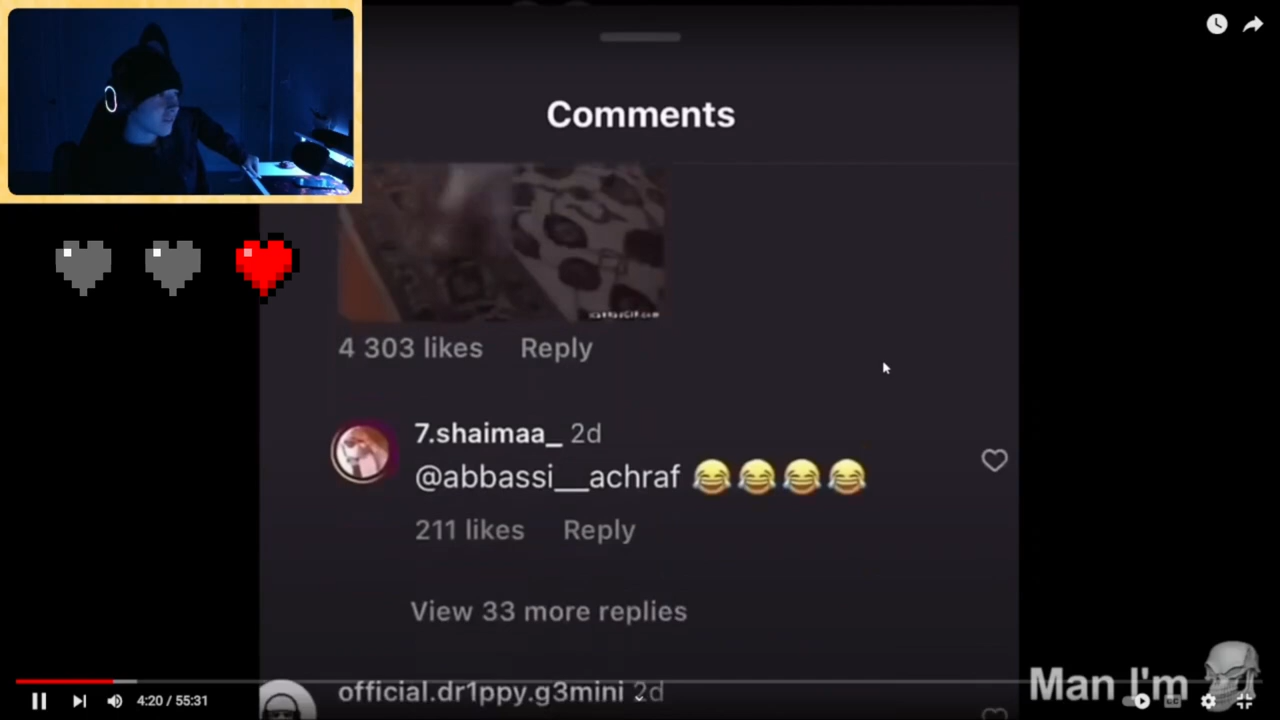 Comments
4 303 likes Reply
7.shaimaa_ 2d
@abbassi__achraf 😂😂😂😂
211 likes Reply
View 33 more replies
official.dr1ppy.g3mini 2d
Man I'm
4:20 / 55:31